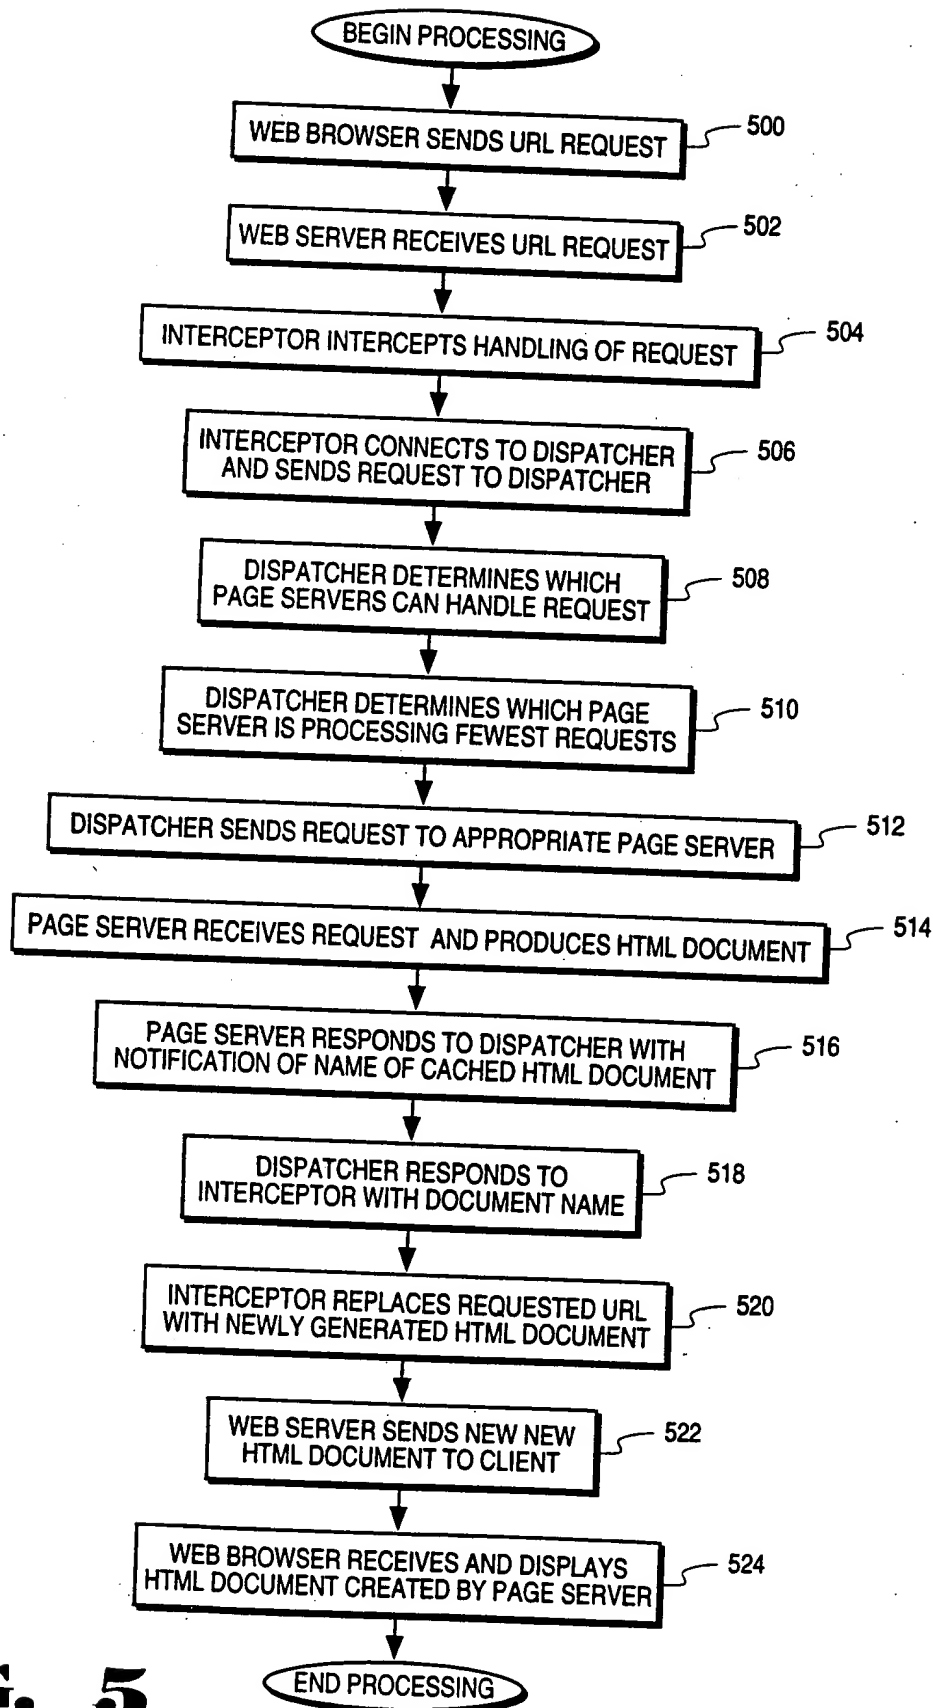 BEGIN PROCESSING
WEB BROWSER SENDS URL REQUEST
500
WEB SERVER RECEIVES URL REQUEST
502
INTERCEPTOR INTERCEPTS HANDLING OF REQUEST
504
INTERCEPTOR CONNECTS TO DISPATCHER
AND SENDS REQUEST TO DISPATCHER
506
DISPATCHER DETERMINES WHICH
PAGE SERVERS CAN HANDLE REQUEST
508
DISPATCHER DETERMINES WHICH PAGE
SERVER IS PROCESSING FEWEST REQUESTS
510
DISPATCHER SENDS REQUEST TO APPROPRIATE PAGE SERVER
512
PAGE SERVER RECEIVES REQUEST AND PRODUCES HTML DOCUMENT
514
PAGE SERVER RESPONDS TO DISPATCHER WITH
NOTIFICATION OF NAME OF CACHED HTML DOCUMENT
516
DISPATCHER RESPONDS TO
INTERCEPTOR WITH DOCUMENT NAME
518
INTERCEPTOR REPLACES REQUESTED URL
WITH NEWLY GENERATED HTML DOCUMENT
520
WEB SERVER SENDS NEW NEW
HTML DOCUMENT TO CLIENT
522
WEB BROWSER RECEIVES AND DISPLAYS
HTML DOCUMENT CREATED BY PAGE SERVER
524
END PROCESSING
5